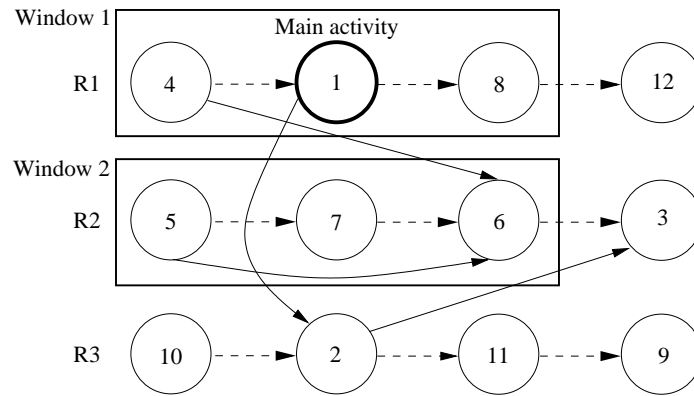 Window 1
Main activity
R1 4 1 8 12
Window 2
R2 5 7 6 3
R3 10 2 11 9